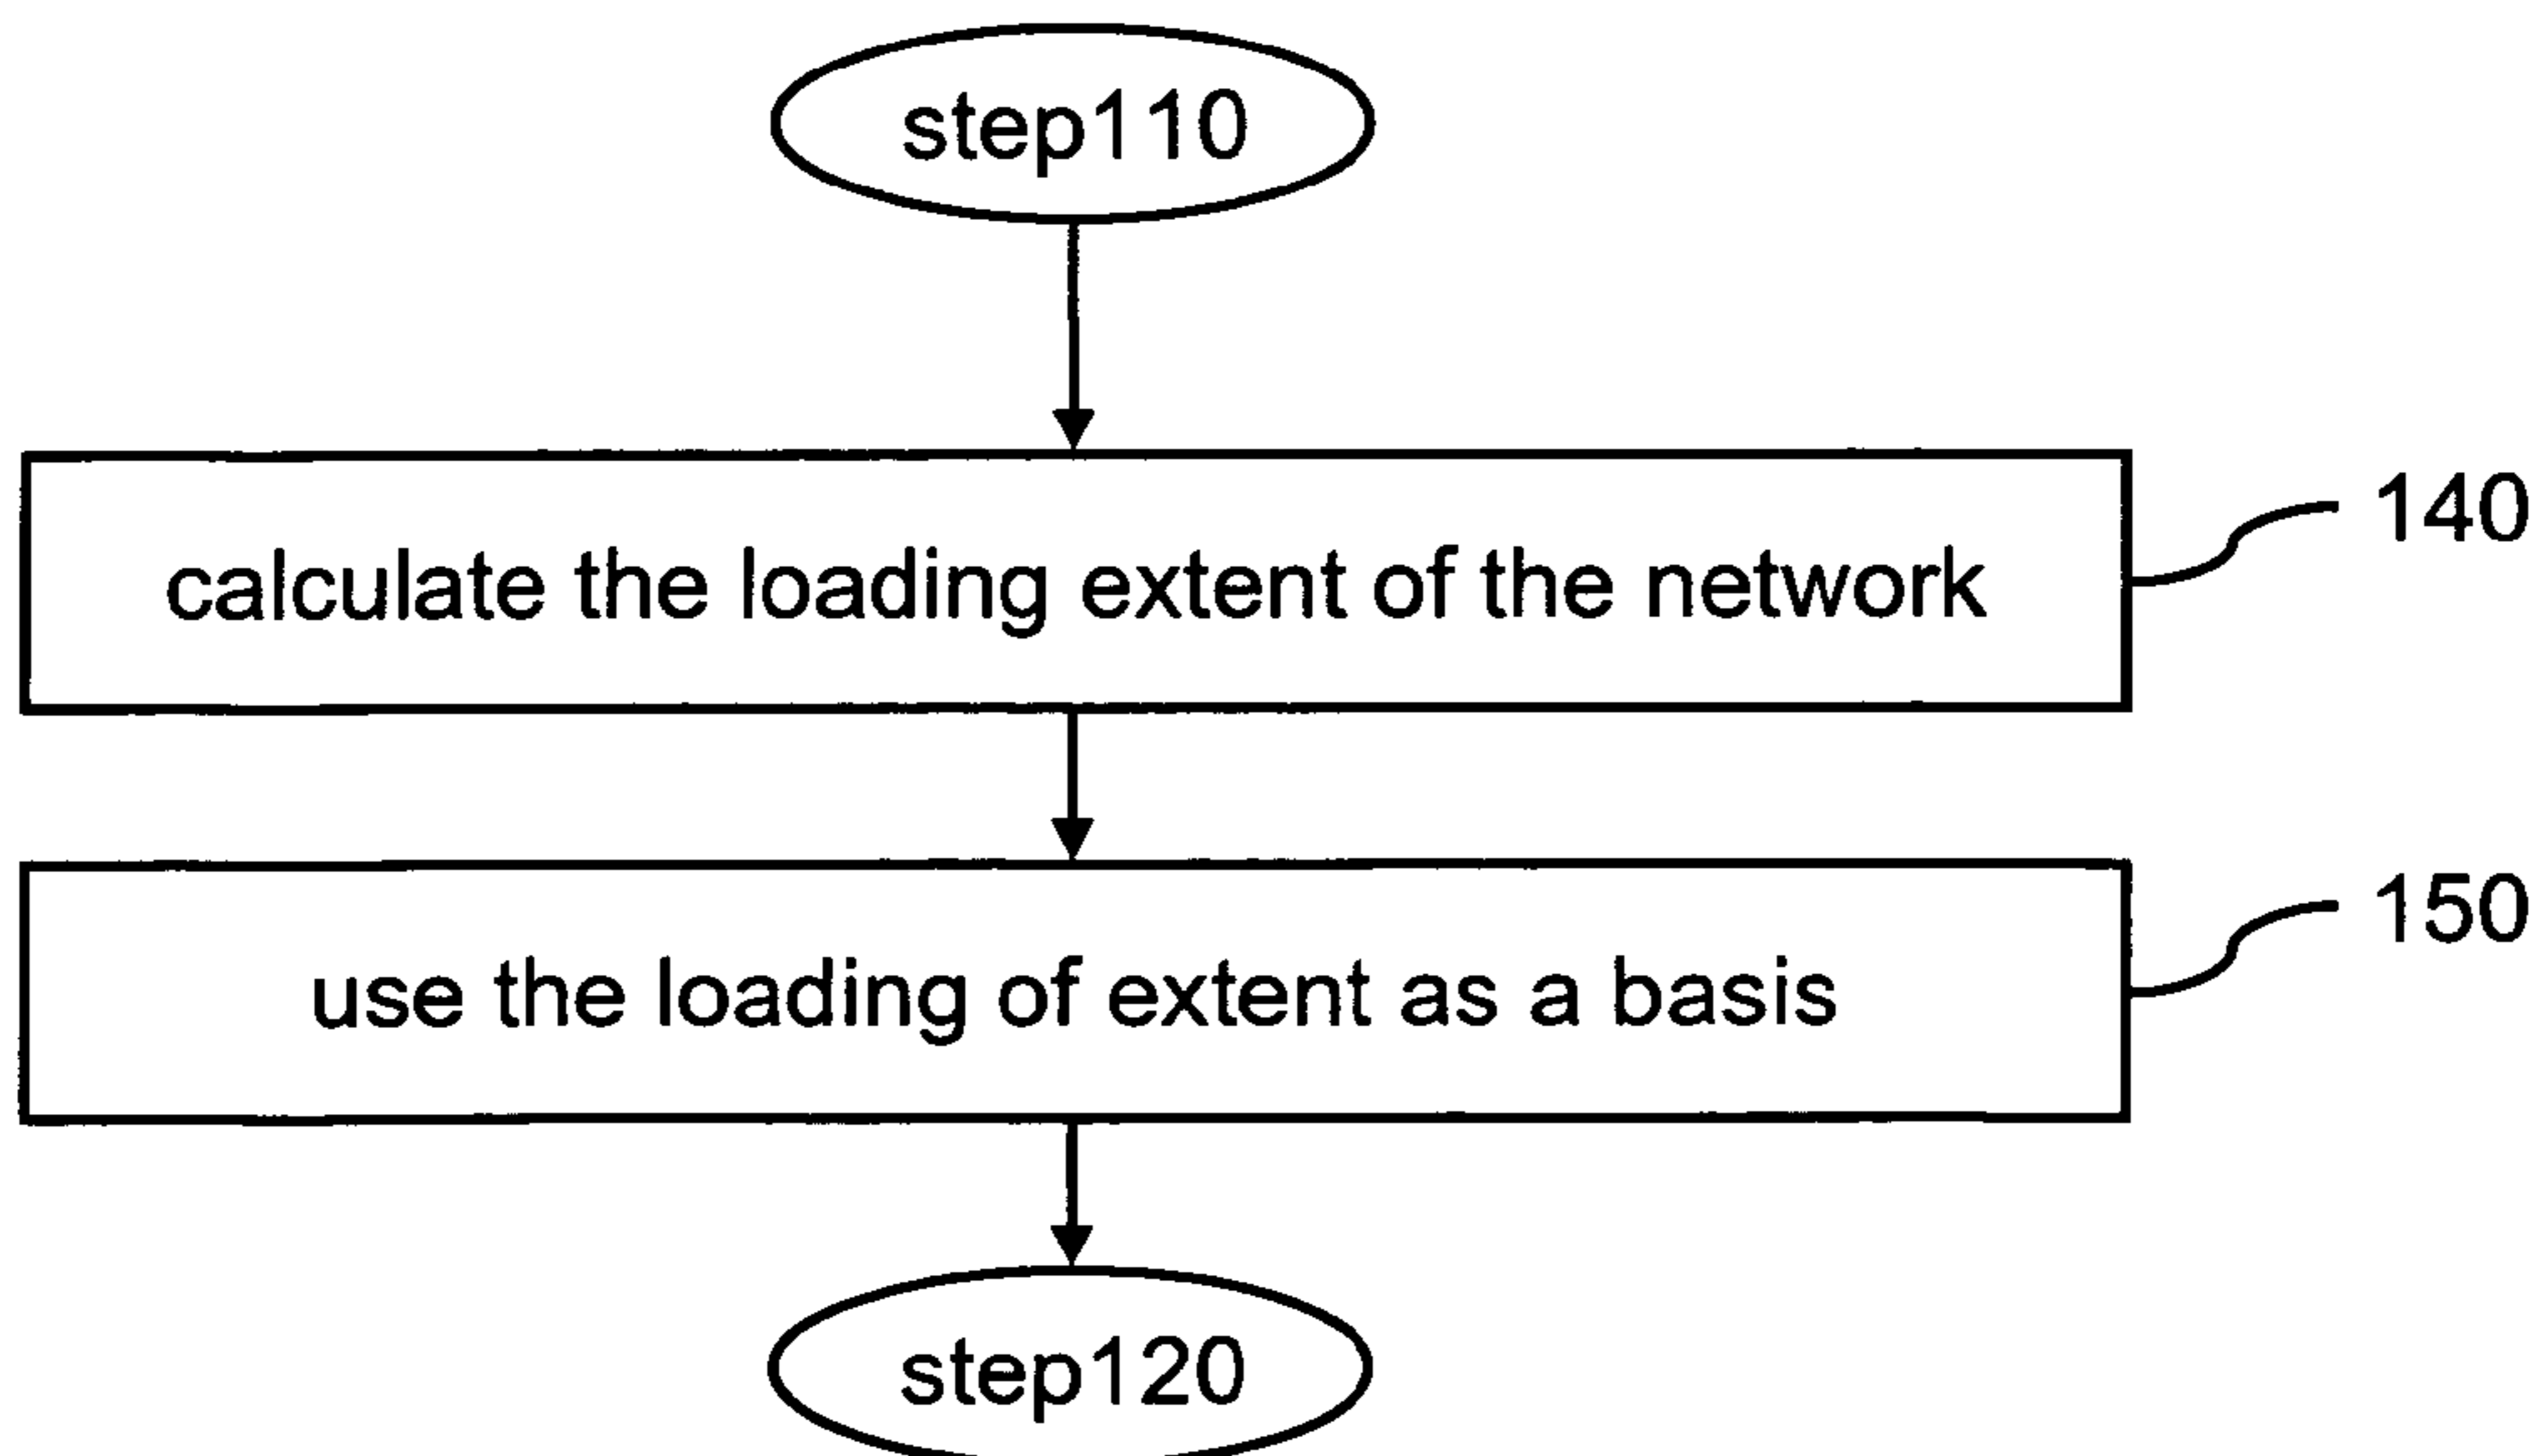 step110
calculate the loading extent of the network
140
use the loading of extent as a basis
150
step120